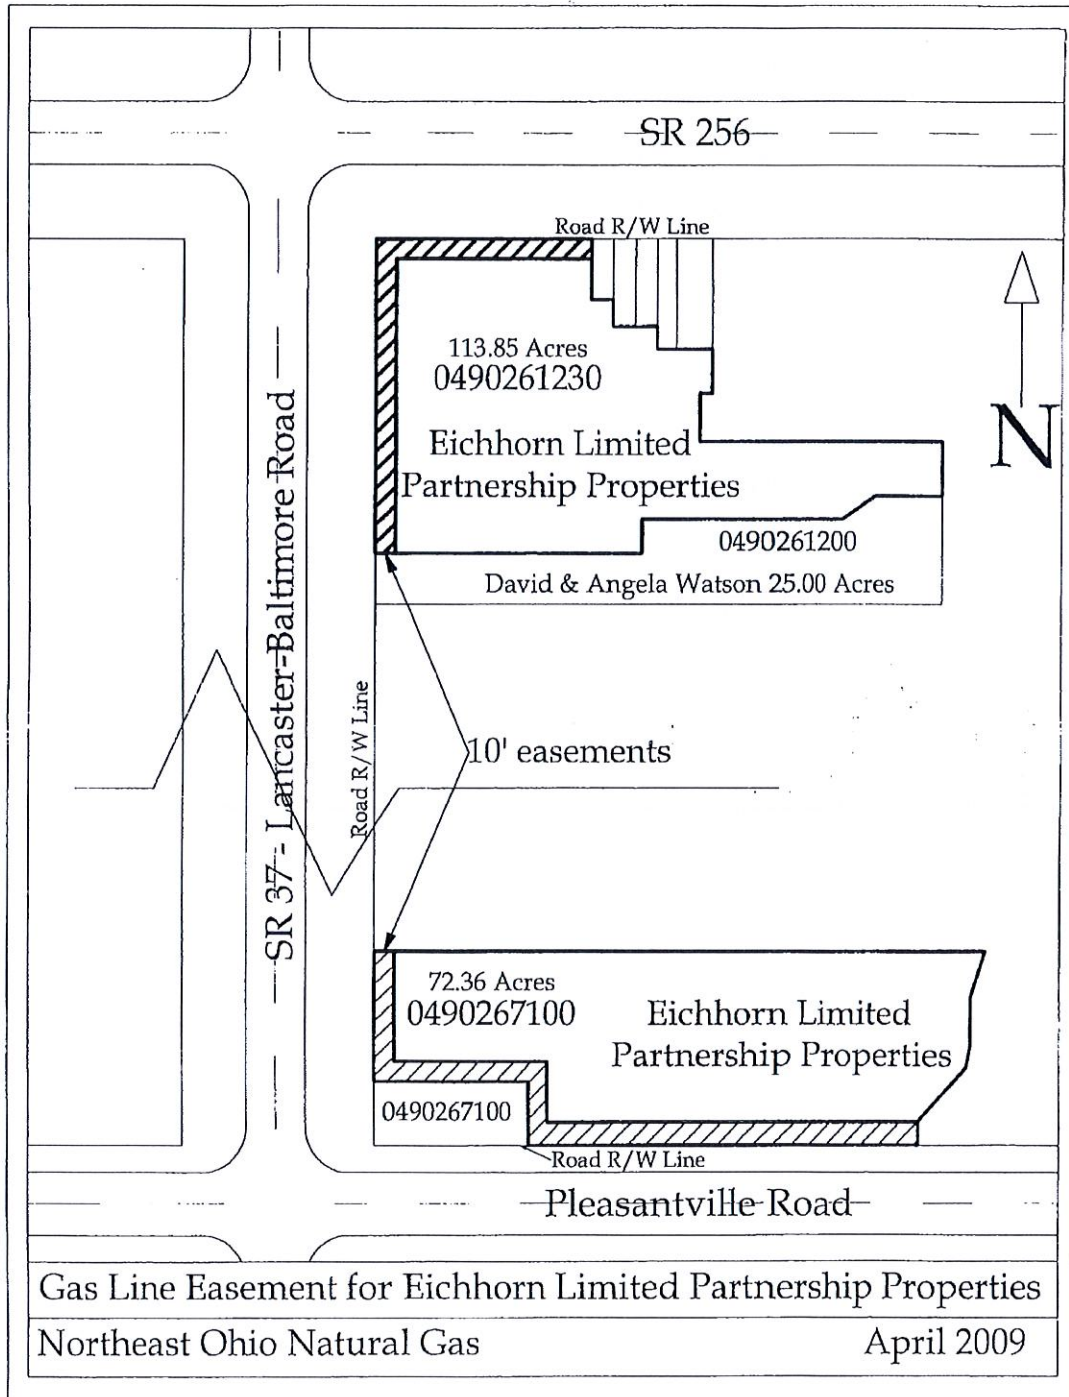 SR 256
Road R/W Line
113.85 Acres
0490261230
Eichhorn Limited
Partnership Properties
N
0490261200
David & Angela Watson 25.00 Acres
SR 37 - Lancaster-Baltimore Road
Road R/W Line
10' easements
72.36 Acres
0490267100
Eichhorn Limited
Partnership Properties
0490267100
Road R/W Line
Pleasantville Road
Gas Line Easement for Eichhorn Limited Partnership Properties
Northeast Ohio Natural Gas
April 2009